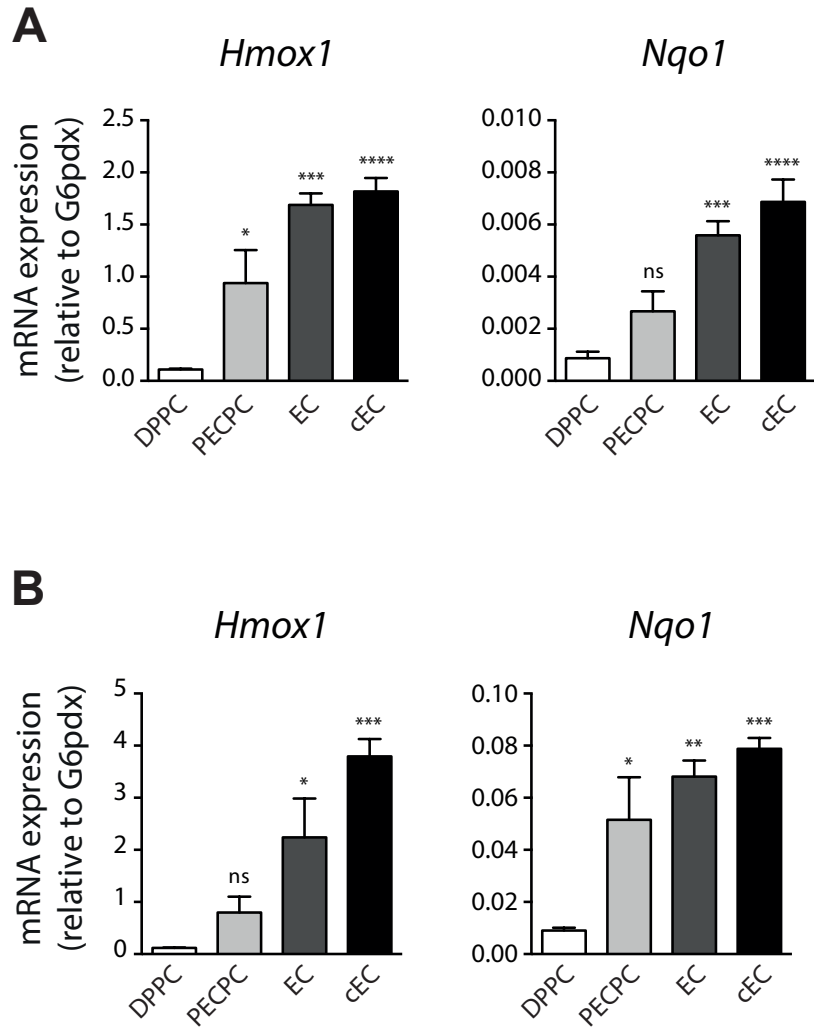 A
Hmox1
Nqo1
mRNA expression
(relative to G6pdx)
2.5
2.0
1.5
1.0
0.5
0.0
*
***
****
DPPC
PECPC
EC
cEC
0.010
0.008
0.006
0.004
0.002
0.000
ns
***
****
DPPC
PECPC
EC
cEC
B
Hmox1
Nqo1
mRNA expression
(relative to G6pdx)
5
4
3
2
1
0
ns
*
***
DPPC
PECPC
EC
cEC
0.10
0.08
0.06
0.04
0.02
0.00
*
**
***
DPPC
PECPC
EC
cEC